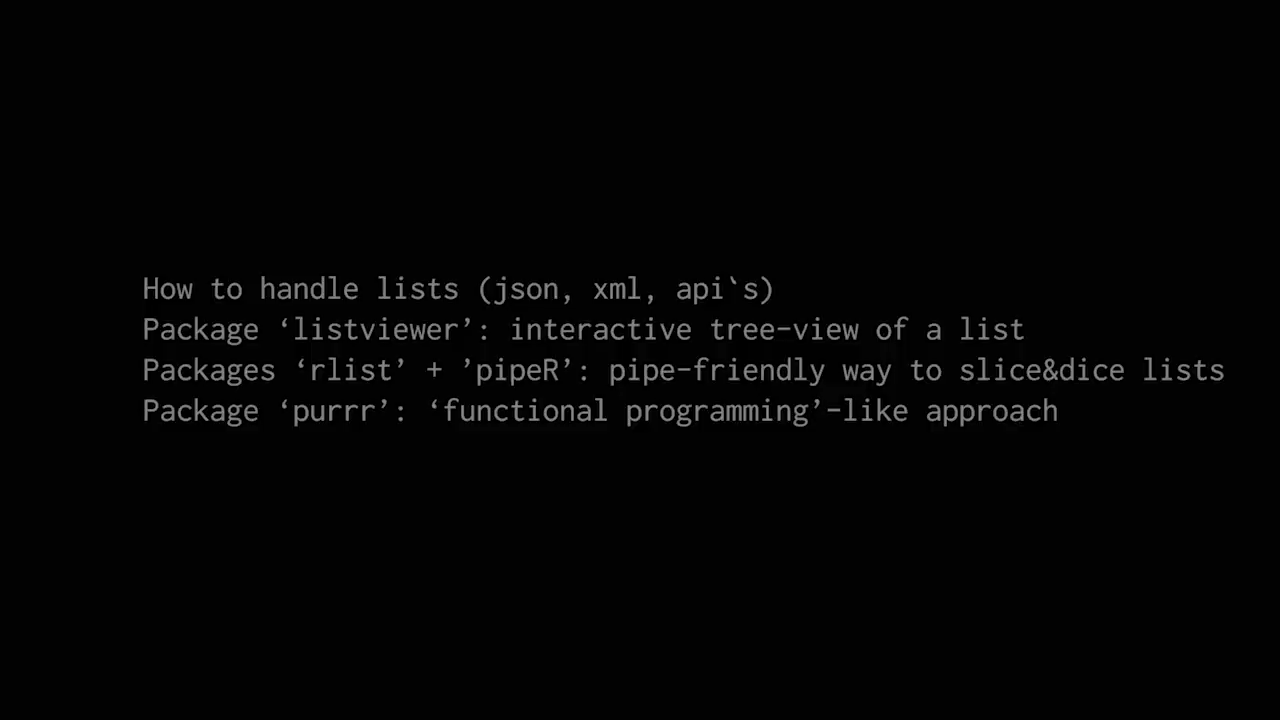 How to handle lists (json, xml, api`s)
Package ‘listviewer’: interactive tree-view of a list
Packages ‘rlist’ + ’pipeR’: pipe-friendly way to slice&dice lists
Package ‘purrr’: ‘functional programming’-like approach